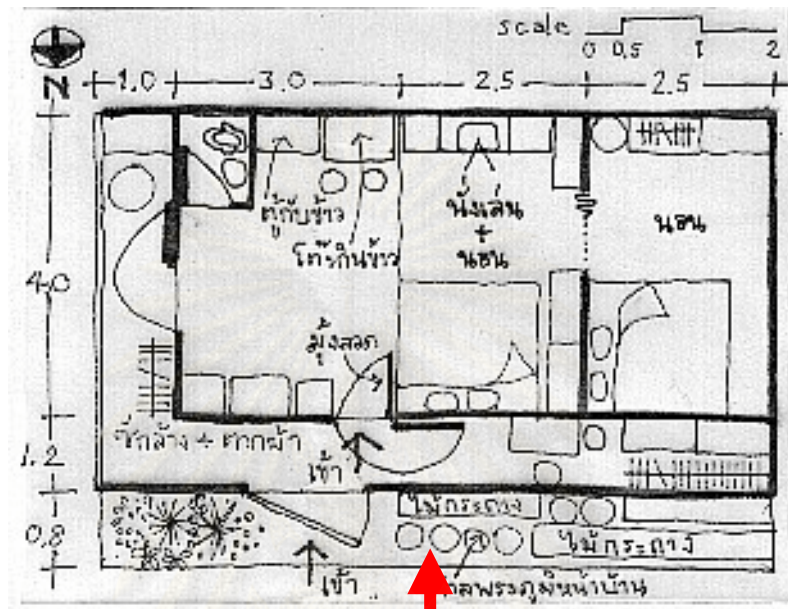 scale
0 0,5 1 2
N
1.0 3.0 2.5 2.5
4,0
1.2
0,8
ตู้กับข้าว
โต๊ะกินข้าว
นั่งเล่น
+
นอน
นอน
มุ้งลวด
ซักล้าง + ตากผ้า
เข้า
ไม้กระถาง
ไม้กระถาง
เข้า
ศาลพระภูมิหน้าบ้าน